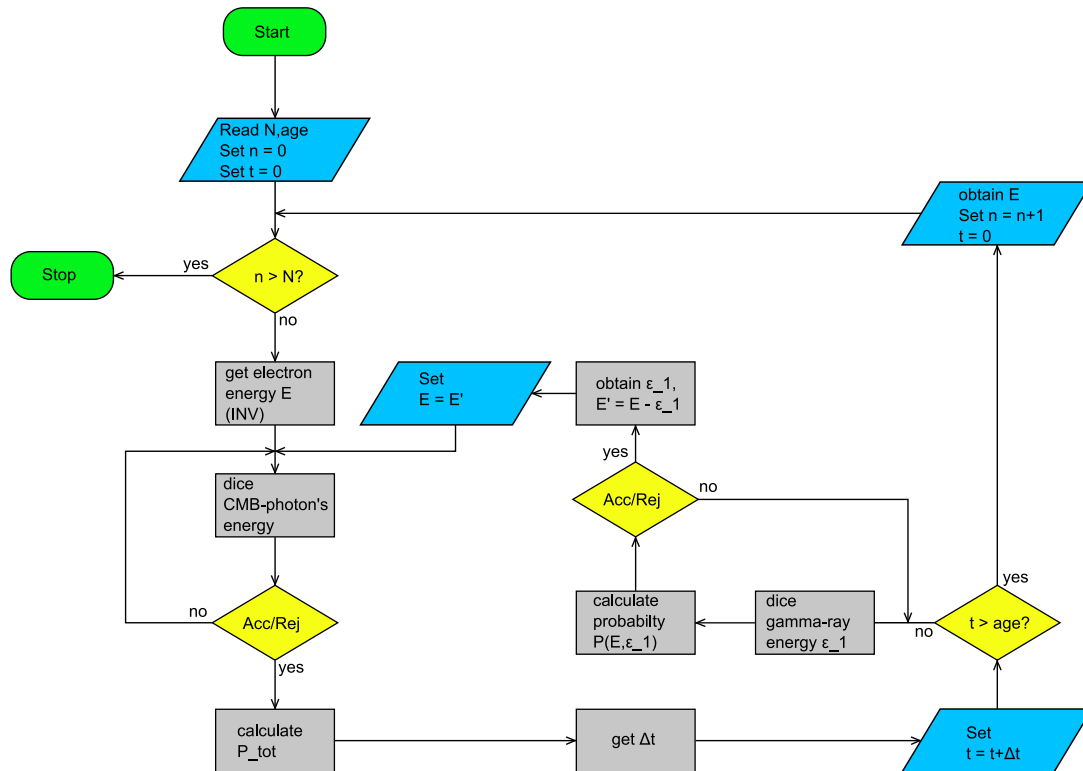 Start
Read N,age
Set n = 0
Set t = 0
obtain E
Set n = n+1
t = 0
Stop
yes
n > N?
no
get electron
energy E
(INV)
Set
E = E'
obtain ε_1,
E' = E - ε_1
yes
no
Acc/Rej
dice
CMB-photon's
energy
no
Acc/Rej
yes
calculate
probabilty
P(E,ε_1)
dice
gamma-ray
energy ε_1
no
t > age?
yes
calculate
P_tot
get Δt
Set
t = t+Δt